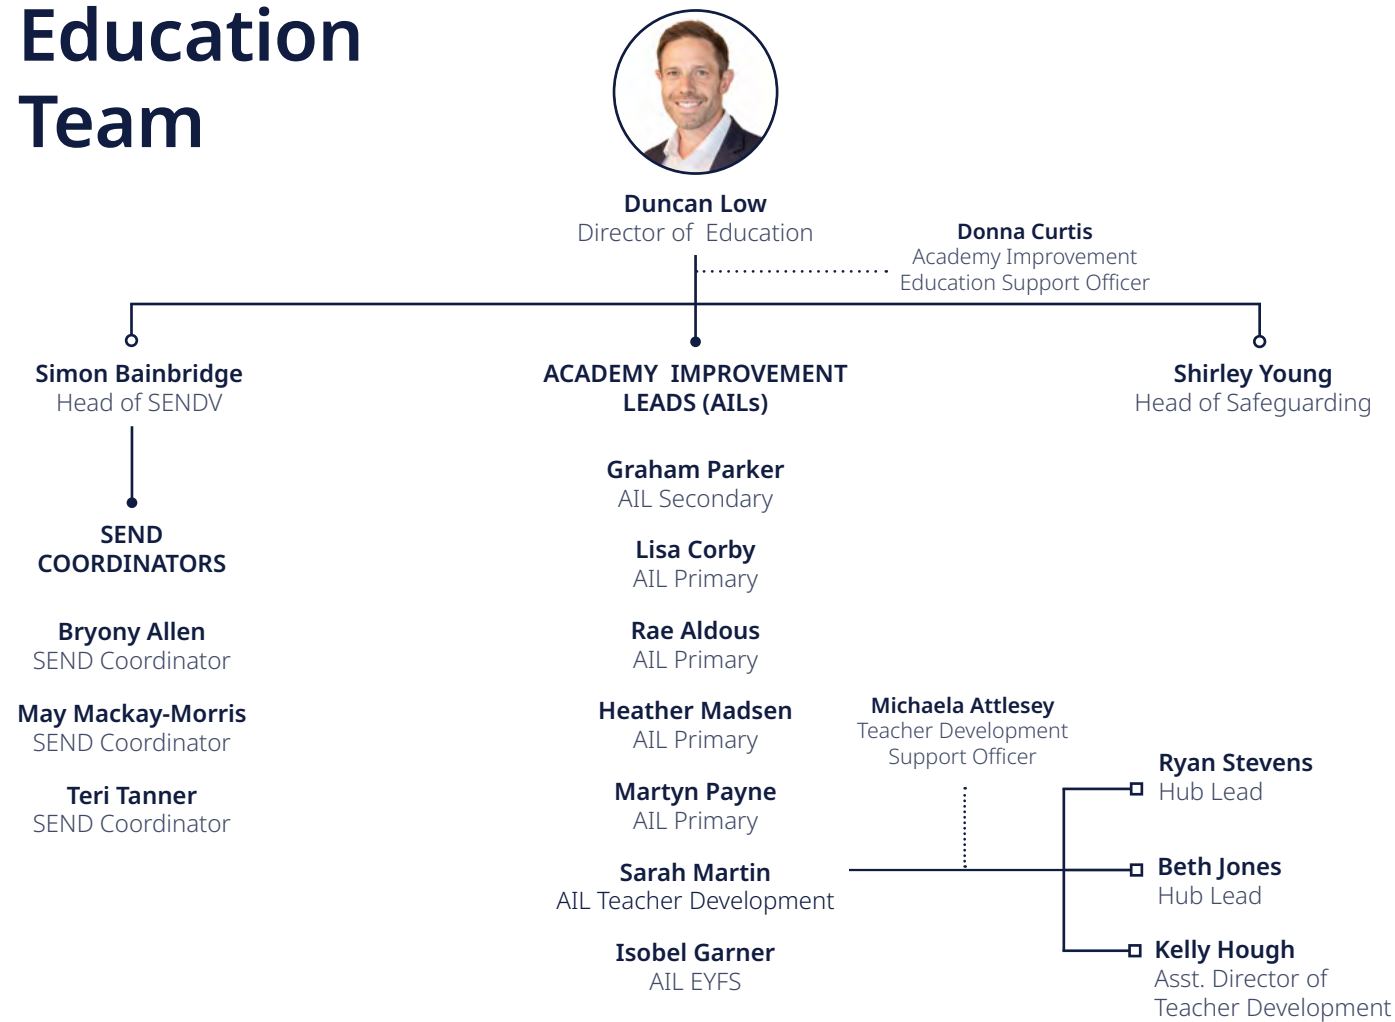 Education
Team
Duncan Low
Director of Education
Donna Curtis
Academy Improvement
Education Support Officer
Simon Bainbridge
Head of SENDV
SEND
COORDINATORS
Bryony Allen
SEND Coordinator
May Mackay-Morris
SEND Coordinator
Teri Tanner
SEND Coordinator
ACADEMY IMPROVEMENT
LEADS (AILs)
Graham Parker
AIL Secondary
Lisa Corby
AIL Primary
Rae Aldous
AIL Primary
Heather Madsen
AIL Primary
Martyn Payne
AIL Primary
Sarah Martin
AIL Teacher Development
Isobel Garner
AIL EYFS
Michaela Attlesey
Teacher Development
Support Officer
Ryan Stevens
Hub Lead
Beth Jones
Hub Lead
Kelly Hough
Asst. Director of
Teacher Development
Shirley Young
Head of Safeguarding